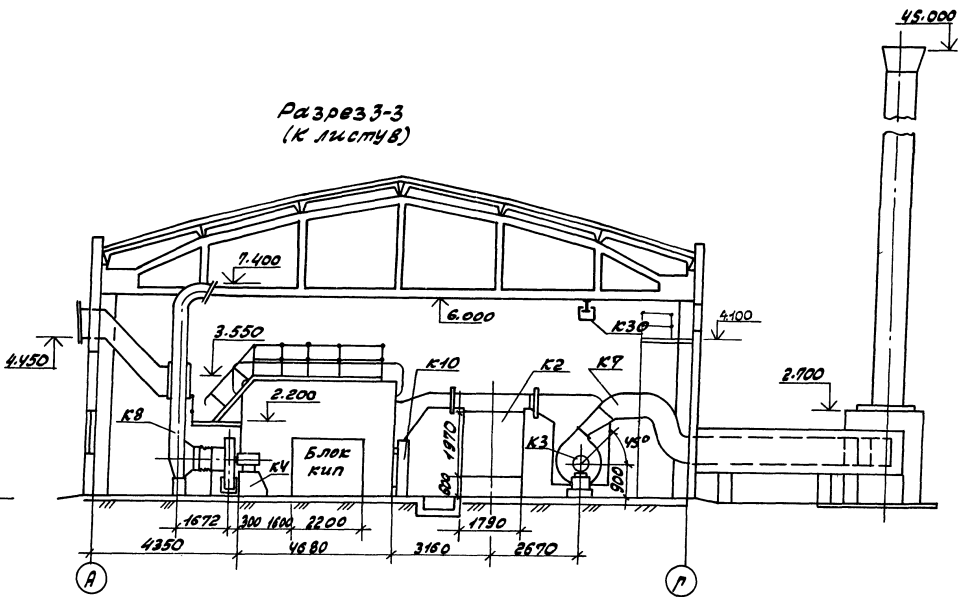 45.000
Разрез 3-3
(к листу 8)
7.400
6.000
К30
4.100
3.550
4.450
К10
К2
К7
2.700
2.200
К8
1970
К3
45°
К4
Блок
кип
600
900
1672
300
1600
2200
1790
4350
4680
3160
2670
А
Г